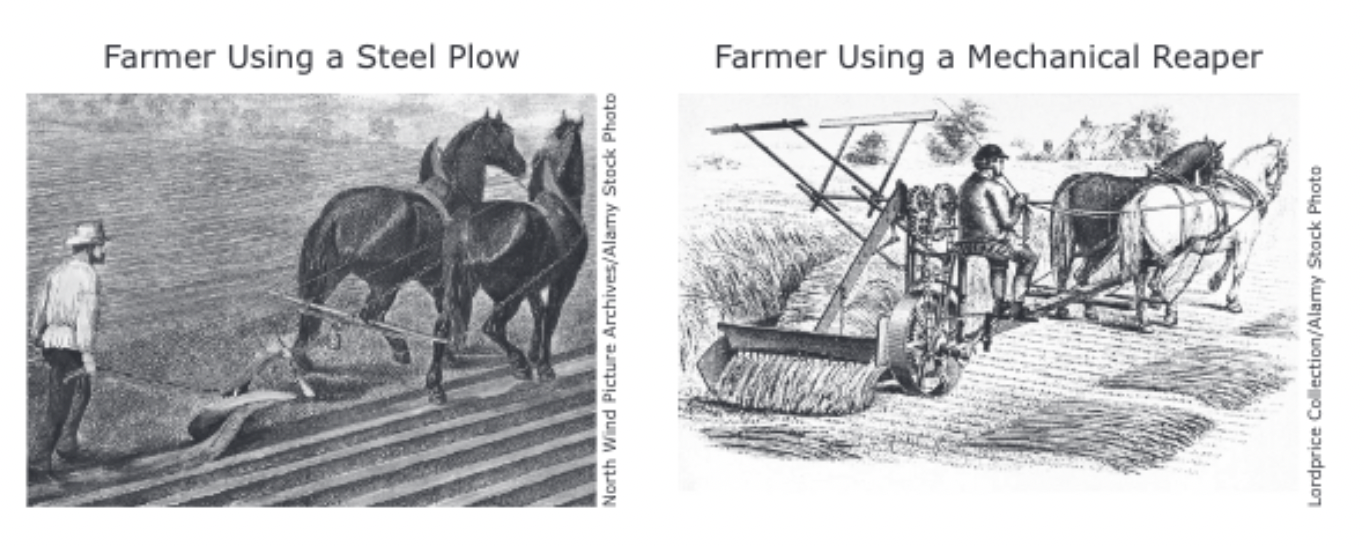 Farmer Using a Steel Plow
North Wind Picture Archives/Alamy Stock Photo
Farmer Using a Mechanical Reaper
Lordprice Collection/Alamy Stock Photo